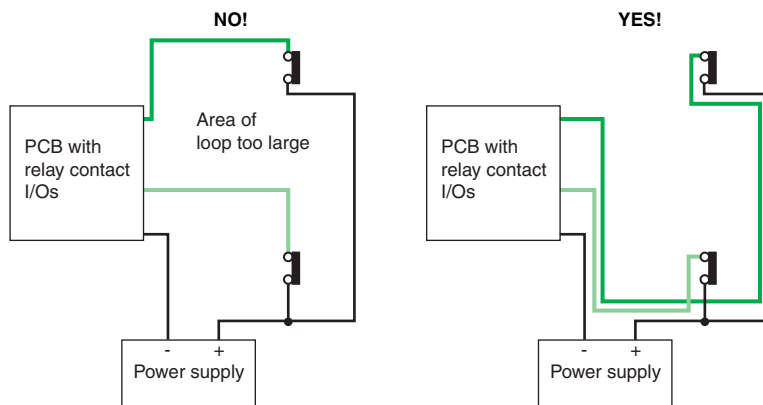 NO!
Area of
loop too large
PCB with
relay contact
I/Os
-
+
Power supply
YES!
PCB with
relay contact
I/Os
-
+
Power supply